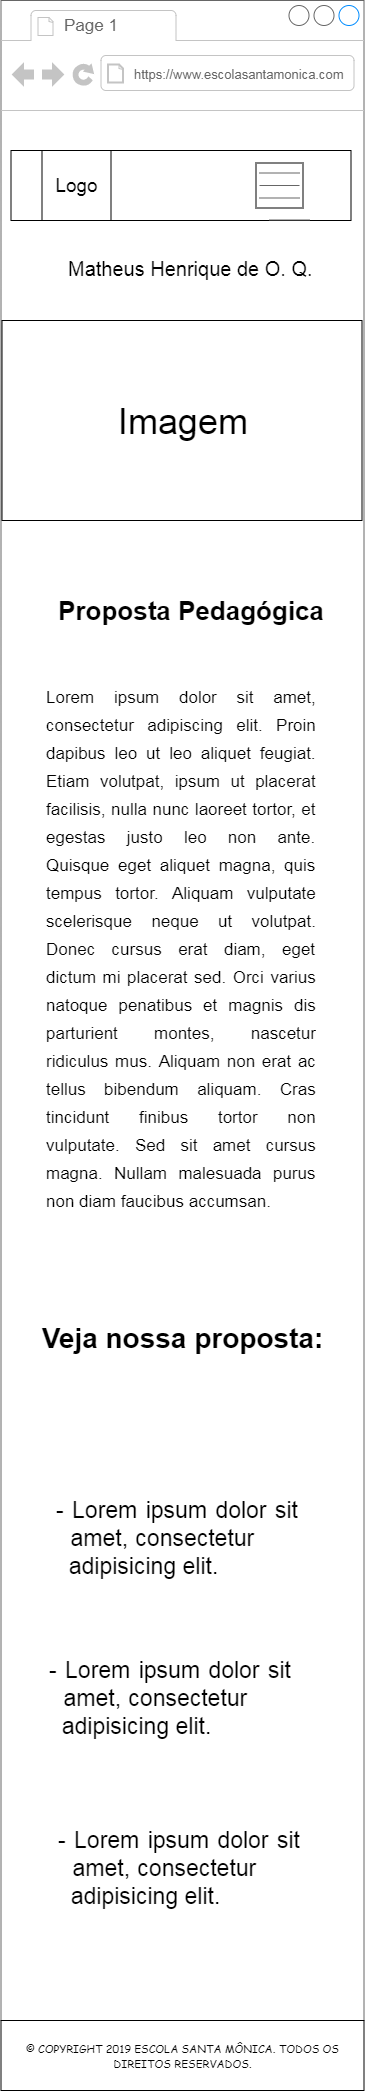 Page 1
https://www.escolasantamonica.com
Logo
Matheus Henrique de O. Q.
Imagem
Proposta Pedagógica
Lorem ipsum dolor sit amet,
consectetur adipiscing elit. Proin
dapibus leo ut leo aliquet feugiat.
Etiam volutpat, ipsum ut placerat
facilisis, nulla nunc laoreet tortor, et
egestas justo leo non ante.
Quisque eget aliquet magna, quis
tempus tortor. Aliquam vulputate
scelerisque neque ut volutpat.
Donec cursus erat diam, eget
dictum mi placerat sed. Orci varius
natoque penatibus et magnis dis
parturient montes, nascetur
ridiculus mus. Aliquam non erat ac
tellus bibendum aliquam. Cras
tincidunt finibus tortor non
vulputate. Sed sit amet cursus
magna. Nullam malesuada purus
non diam faucibus accumsan.
Veja nossa proposta:
- Lorem ipsum dolor sit
amet, consectetur
adipisicing elit.
- Lorem ipsum dolor sit
amet, consectetur
adipisicing elit.
- Lorem ipsum dolor sit
amet, consectetur
adipisicing elit.
© COPYRIGHT 2019 ESCOLA SANTA MÔNICA. TODOS OS
DIREITOS RESERVADOS.